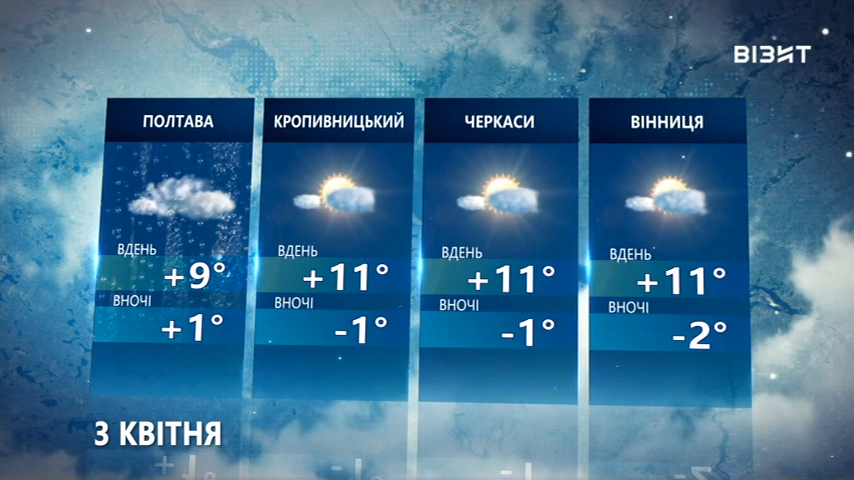 ВІЗИТ
ПОЛТАВА
ВДЕНЬ
+9°
ВНОЧІ
+1°
КРОПИВНИЦЬКИЙ
ВДЕНЬ
+11°
ВНОЧІ
-1°
ЧЕРКАСИ
ВДЕНЬ
+11°
ВНОЧІ
-1°
ВІННИЦЯ
ВДЕНЬ
+11°
ВНОЧІ
-2°
3 КВІТНЯ